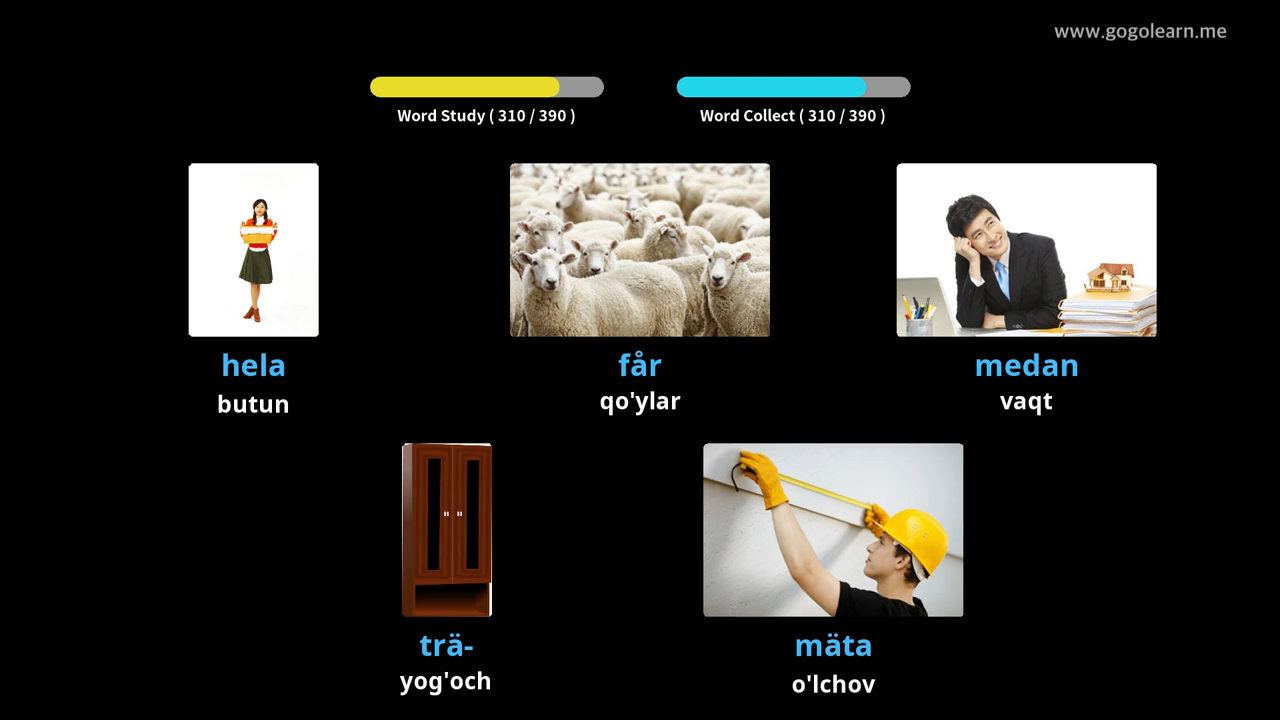 www.gogolearn.me
Word Study ( 310 / 390 )
Word Collect ( 310 / 390 )
hela
butun
får
qo'ylar
medan
vaqt
trä-
yog'och
mäta
o'lchov